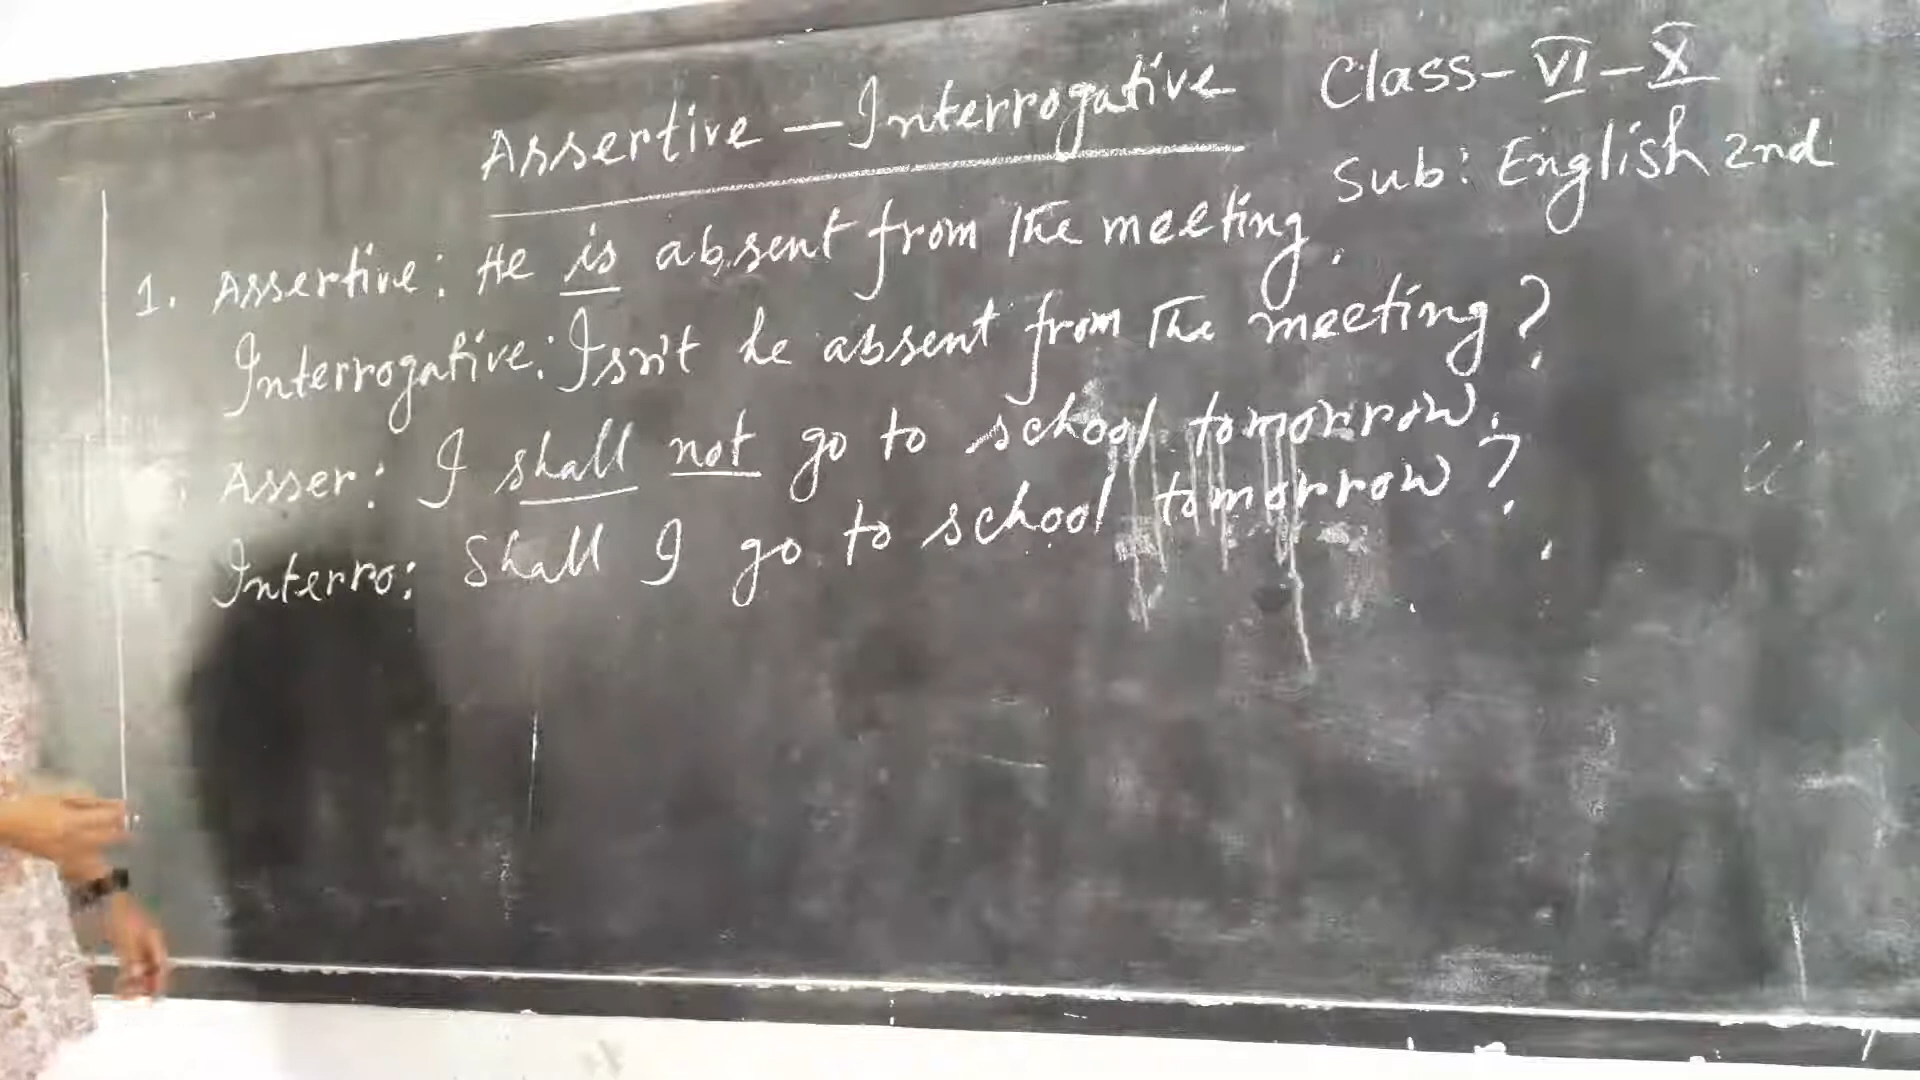 Assertive – Interrogative
Class - VI - X
Sub: English 2nd
1. Assertive: He is absent from the meeting.
Interrogative: Isn't he absent from the meeting?
Asser: I shall not go to school tomorrow.
Interro: Shall I go to school tomorrow?